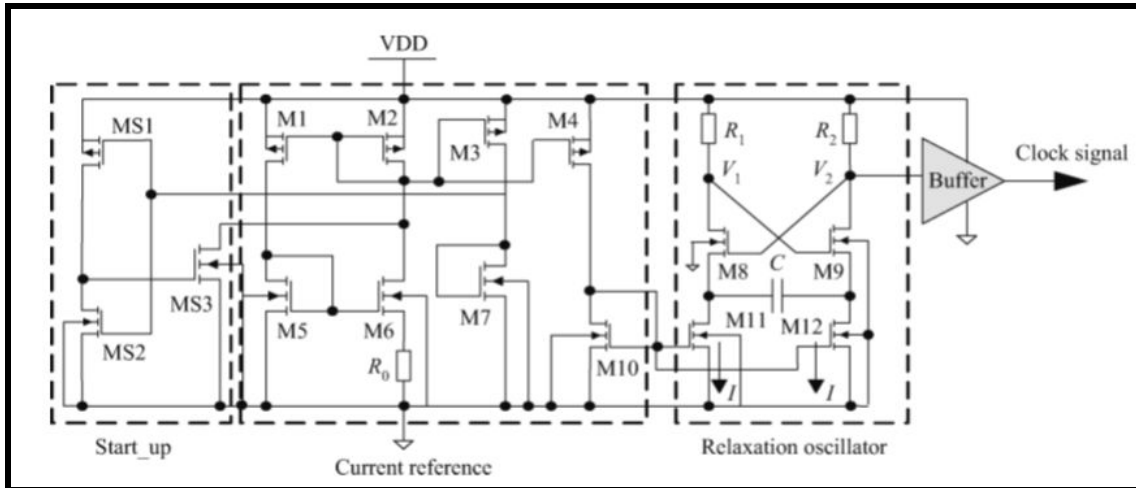 VDD
M1
M2
MS1
M3
M4
R1
R2
Clock signal
V1
V2
Buffer
MS3
M8
C
M9
M5
M6
M7
M11
M12
MS2
R0
M10
I
I
Start_up
Current reference
Relaxation oscillator